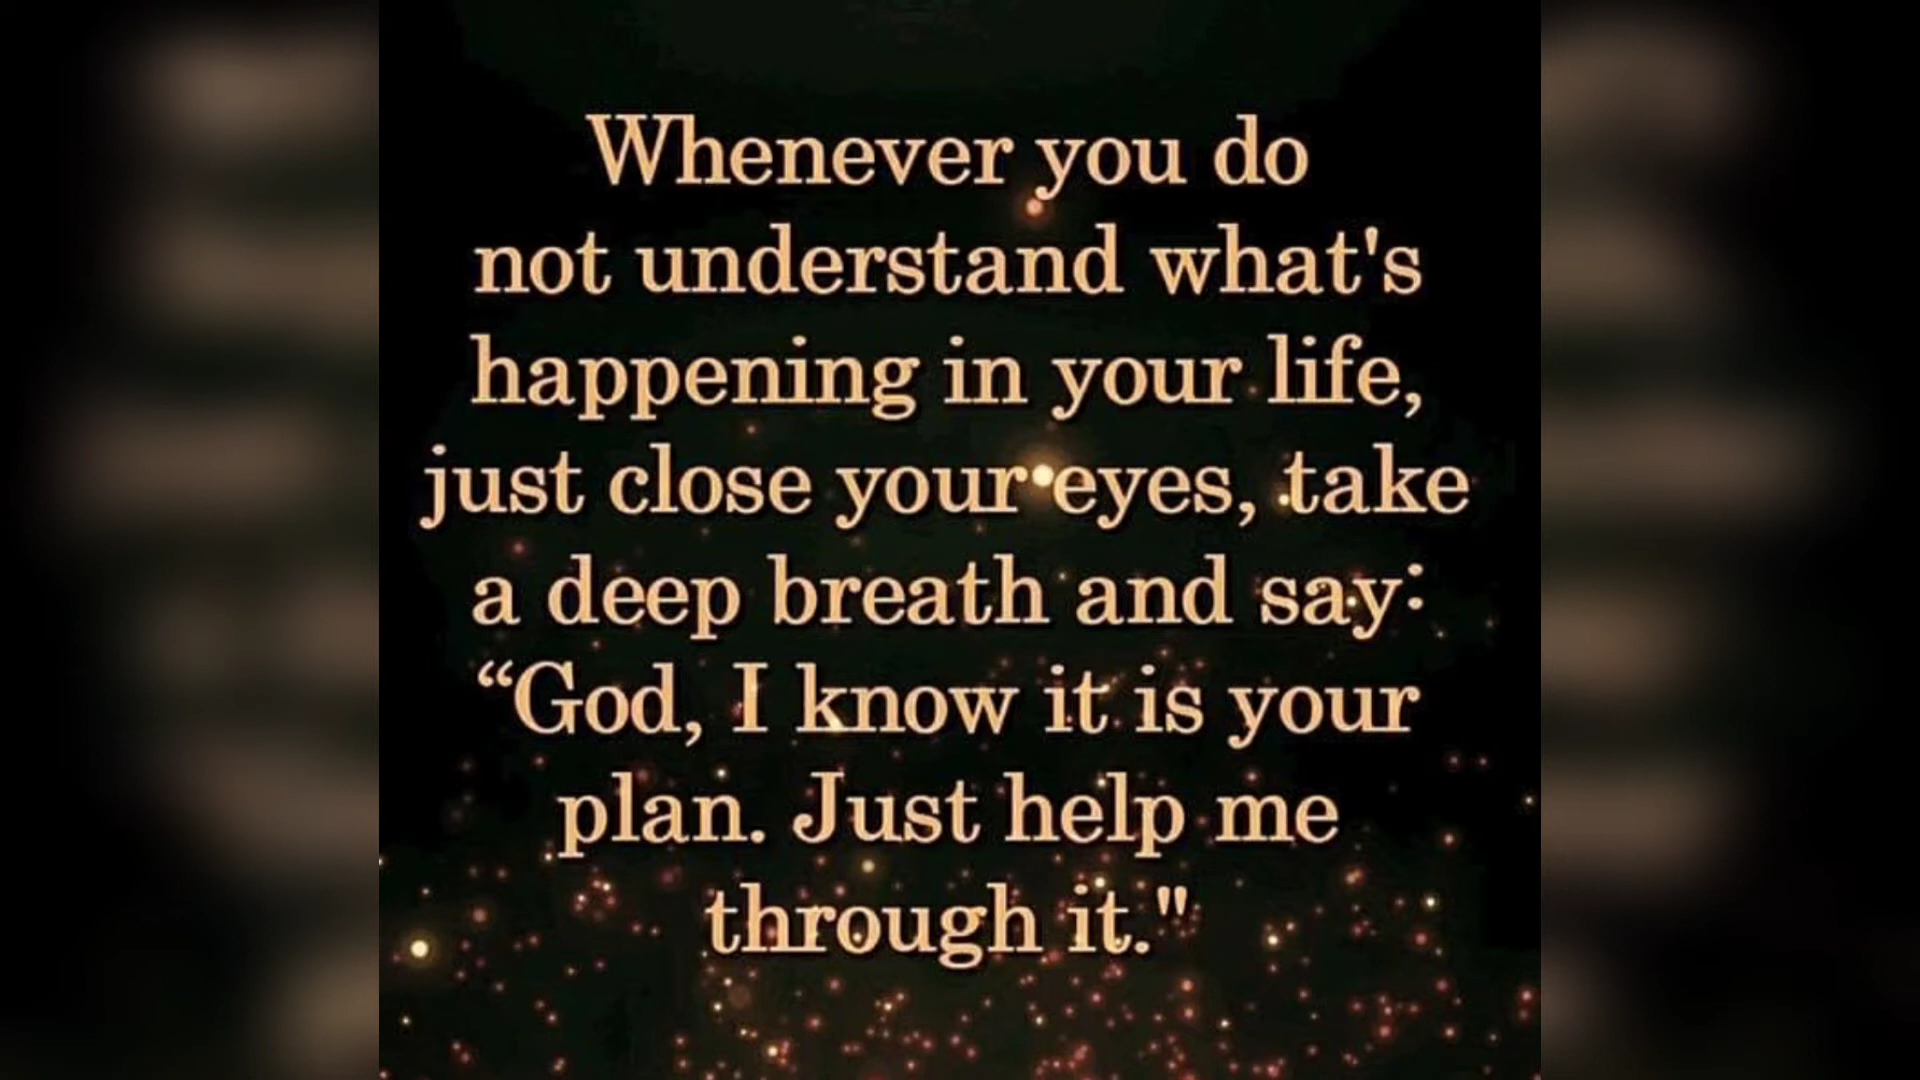 Whenever you do
not understand what's
happening in your life,
just close your eyes, take
a deep breath and say:
“God, I know it is your
plan. Just help me
through it."